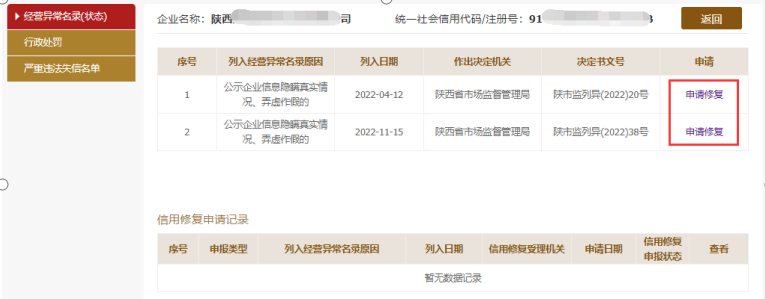 经营异常名录(状态)
行政处罚
严重违法失信名单
企业名称：陕西 公司 统一社会信用代码/注册号：91 3 返回
序号 列入经营异常名录原因 列入日期 作出决定机关 决定书文号 申请
1 公示企业信息隐瞒真实情况、弄虚作假的 2022-04-12 陕西省市场监督管理局 陕市监列异(2022)20号 申请修复
2 公示企业信息隐瞒真实情况、弄虚作假的 2022-11-15 陕西省市场监督管理局 陕市监列异(2022)38号 申请修复
信用修复申请记录
序号 申报类型 列入经营异常名录原因 列入日期 信用修复受理机关 申请日期 信用修复申报状态 查看
暂无数据记录